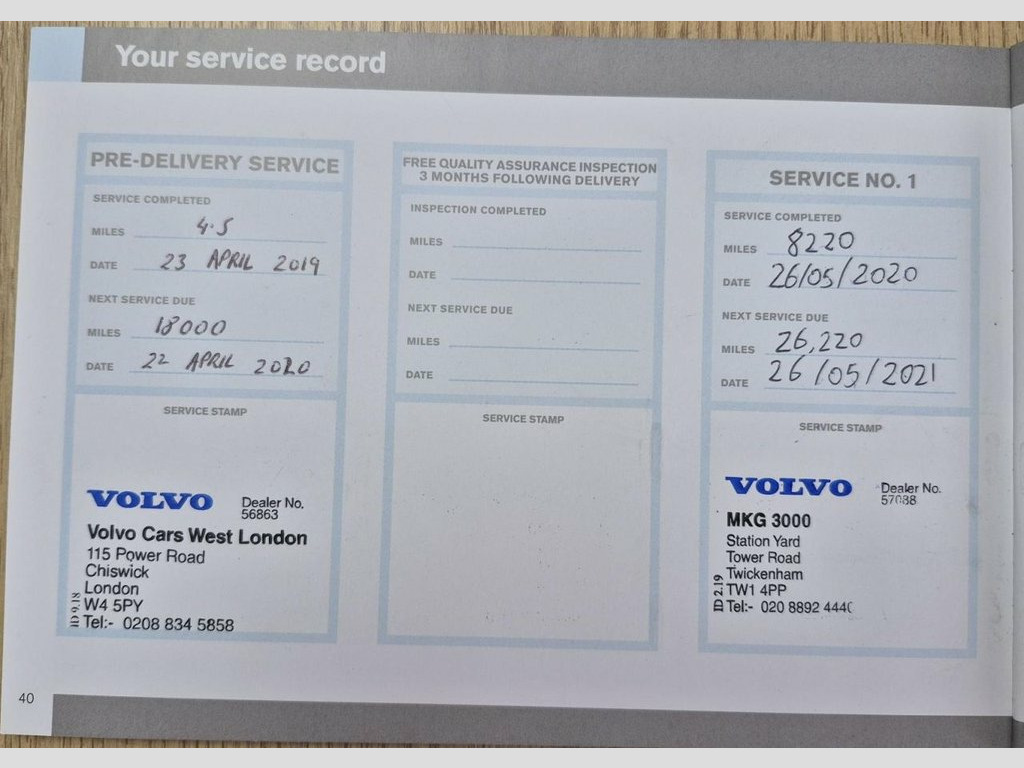 Your service record
PRE-DELIVERY SERVICE
SERVICE COMPLETED
MILES 4.5
DATE 23 APRIL 2019
NEXT SERVICE DUE
MILES 18000
DATE 22 APRIL 2020
SERVICE STAMP
VOLVO Dealer No.
56863
Volvo Cars West London
115 Power Road
Chiswick
London
W4 5PY
Tel:- 0208 834 5858
ID 9.18
FREE QUALITY ASSURANCE INSPECTION
3 MONTHS FOLLOWING DELIVERY
INSPECTION COMPLETED
MILES
DATE
NEXT SERVICE DUE
MILES
DATE
SERVICE STAMP
SERVICE NO. 1
SERVICE COMPLETED
MILES 8220
DATE 26/05/2020
NEXT SERVICE DUE
MILES 26,220
DATE 26/05/2021
SERVICE STAMP
VOLVO Dealer No.
MKG 3000
Station Yard
Tower Road
Twickenham
TW1 4PP
Tel:- 020 8892
ID 2.19
40